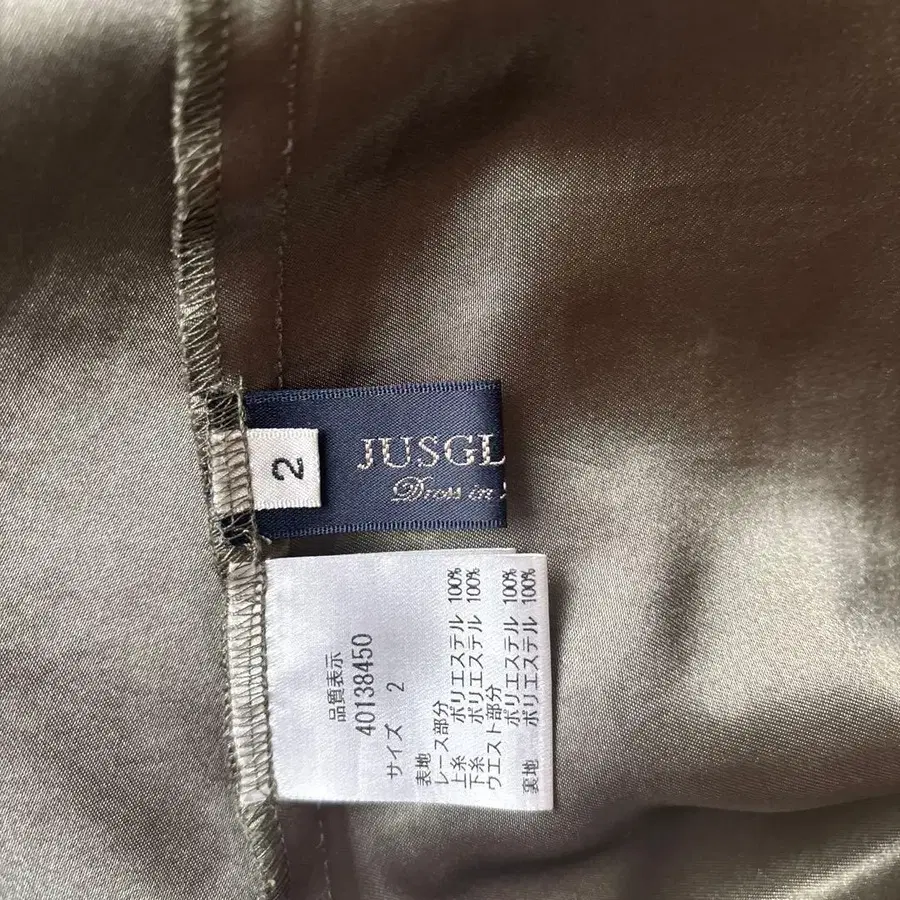 2
JUSGL
Dress in
品質表示
40138450
サイズ 2
表地
レース部分
上糸 ポリエステル 100%
下糸 ポリエステル 100%
ウエスト部分
ポリエステル 100%
裏地 ポリエステル 100%